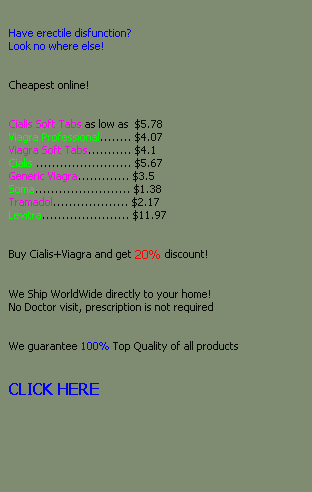 Have erectile disfunction?
Look no where else!
Cheapest online!
Cialis Soft Tabs as low as $5.78
Viagra Professional........ $4.07
Viagra Soft Tabs........... $4.1
Cialis ........................ $5.67
Generic Viagra............. $3.5
Soma........................ $1.38
Tramadol................... $2.17
Levitra...................... $11.97
Buy Cialis+Viagra and get 20% discount!
We Ship WorldWide directly to your home!
No Doctor visit, prescription is not required
We guarantee 100% Top Quality of all products
CLICK HERE